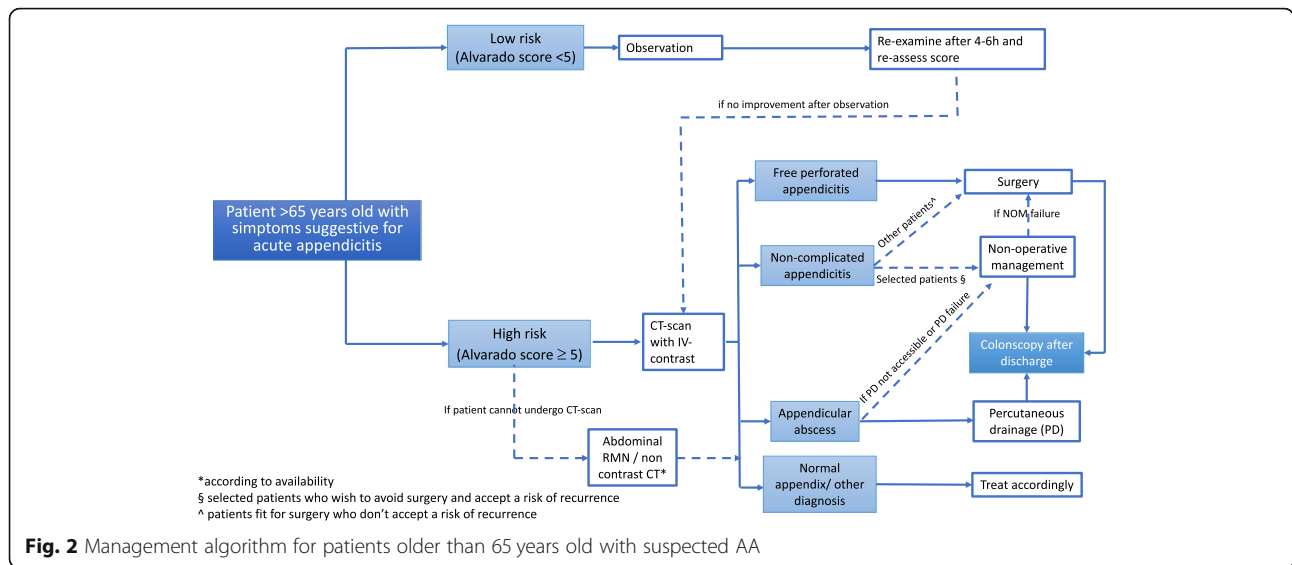 Low risk
(Alvarado score <5)
Observation
Re-examine after 4-6h and
re-assess score
if no improvement after observation
Patient >65 years old with
simptoms suggestive for
acute appendicitis
Free perforated
appendicitis
Surgery
Other patients^
If NOM failure
Non-complicated
appendicitis
Non-operative
management
Selected patients §
High risk
(Alvarado score ≥ 5)
CT-scan
with IV-
contrast
If PD not accessible or PD failure
Colonscopy after
discharge
If patient cannot undergo CT-scan
Appendicular
abscess
Percutaneous
drainage (PD)
Abdominal
RMN / non
contrast CT*
Normal
appendix/ other
diagnosis
Treat accordingly
*according to availability
§ selected patients who wish to avoid surgery and accept a risk of recurrence
^ patients fit for surgery who don't accept a risk of recurrence
Fig. 2 Management algorithm for patients older than 65 years old with suspected AA